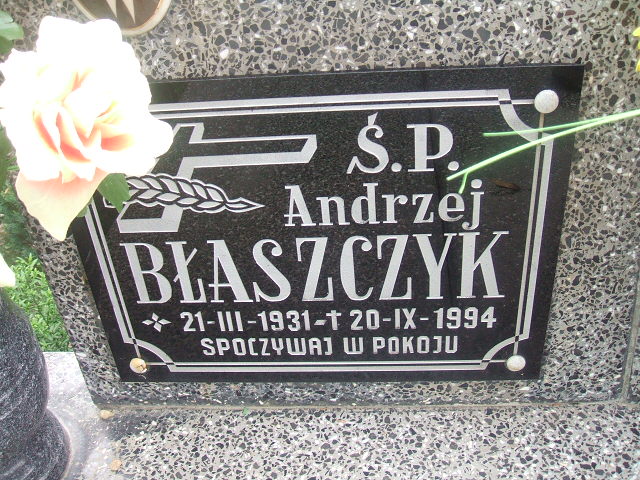 Ś.P.
Andrzej
BŁASZCZYK
21-III-1931-✝20-IX-1994
SPOCZYWAJ W POKOJU